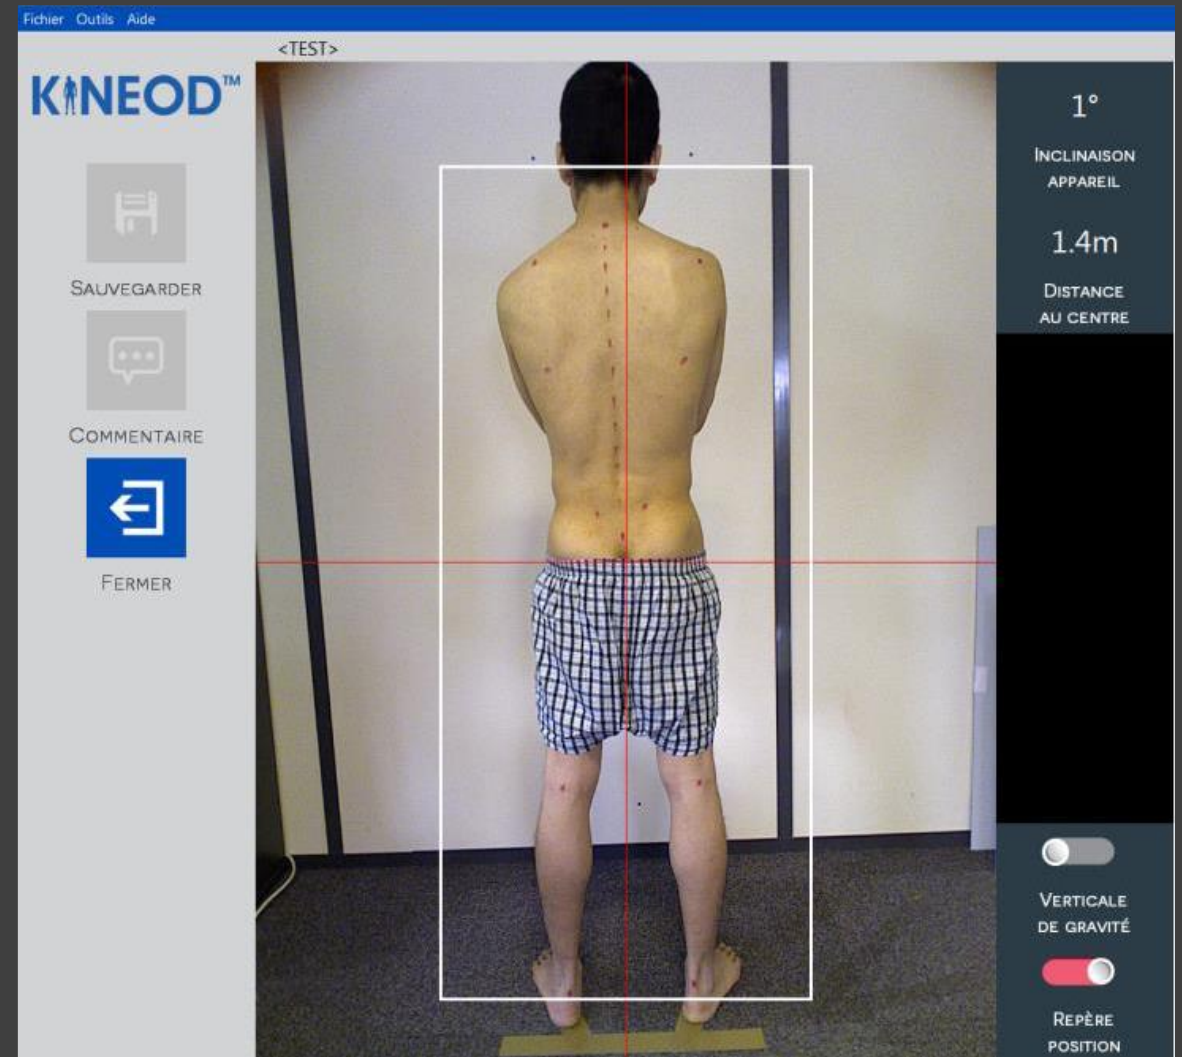 Fichier Outils Aide
<TEST>
KINEOD™
SAUVEGARDER
COMMENTAIRE
FERMER
1°
INCLINAISON
APPAREIL
1.4m
DISTANCE
AU CENTRE
VERTICALE
DE GRAVITÉ
REPÈRE
POSITION